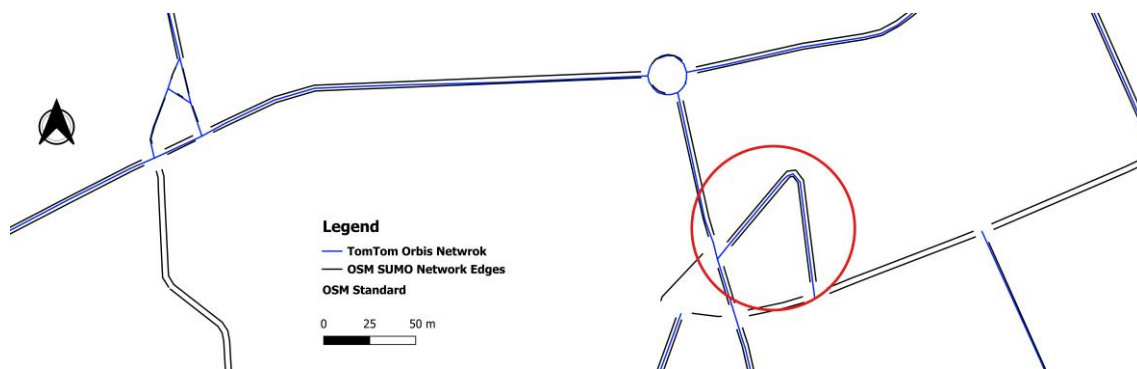 Legend
TomTom Orbis Netwrok
OSM SUMO Network Edges
OSM Standard
0 25 50 m